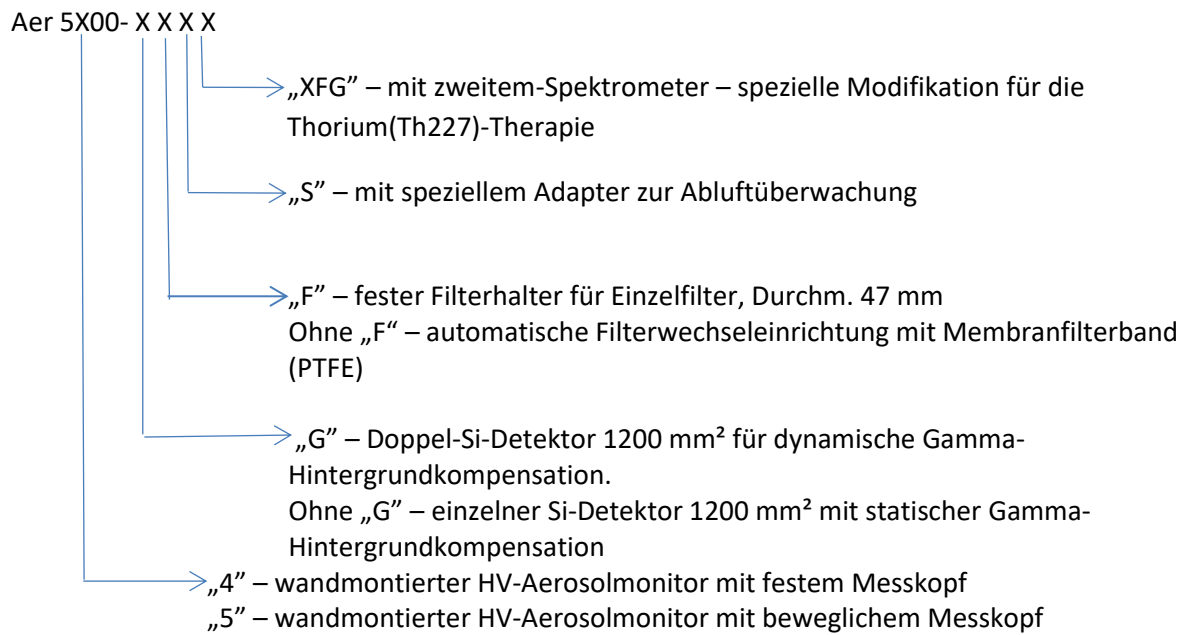 Aer 5X00- X X X X
„XFG” – mit zweitem-Spektrometer – spezielle Modifikation für die
Thorium(Th227)-Therapie
„S” – mit speziellem Adapter zur Abluftüberwachung
„F” – fester Filterhalter für Einzelfilter, Durchm. 47 mm
Ohne „F“ – automatische Filterwechseleinrichtung mit Membranfilterband
(PTFE)
„G” – Doppel-Si-Detektor 1200 mm² für dynamische Gamma-
Hintergrundkompensation.
Ohne „G” – einzelner Si-Detektor 1200 mm² mit statischer Gamma-
Hintergrundkompensation
„4” – wandmontierter HV-Aerosolmonitor mit festem Messkopf
„5” – wandmontierter HV-Aerosolmonitor mit beweglichem Messkopf